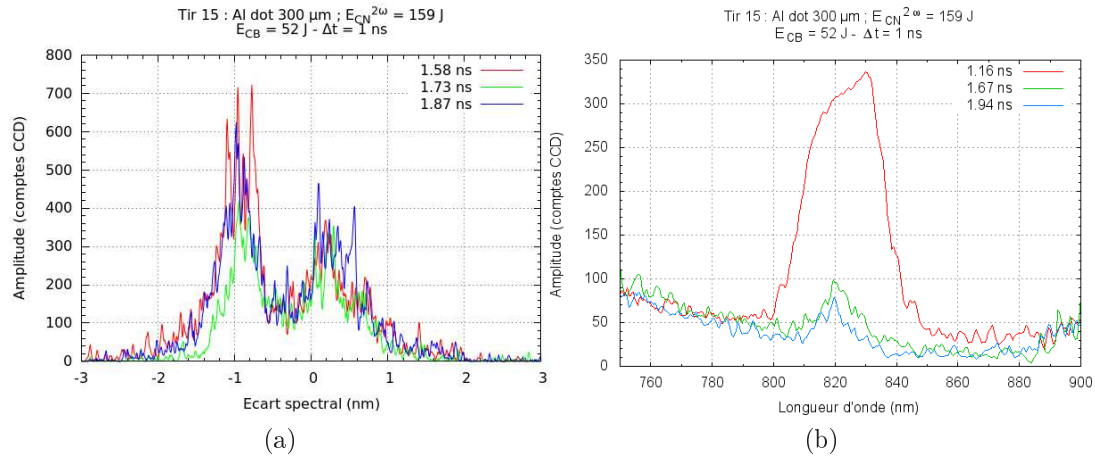 Tir 15 : Al dot 300 µm ; E_CN^2ω = 159 J
E_CB = 52 J - Δt = 1 ns
Amplitude (comptes CCD)
800
700
600
500
400
300
200
100
0
1.58 ns
1.73 ns
1.87 ns
-3 -2 -1 0 1 2 3
Ecart spectral (nm)
(a)
Tir 15 : Al dot 300 µm ; E_CN^2ω = 159 J
E_CB = 52 J - Δt = 1 ns
Amplitude (comptes CCD)
350
300
250
200
150
100
50
0
1.16 ns
1.67 ns
1.94 ns
760 780 800 820 840 860 880 900
Longueur d'onde (nm)
(b)